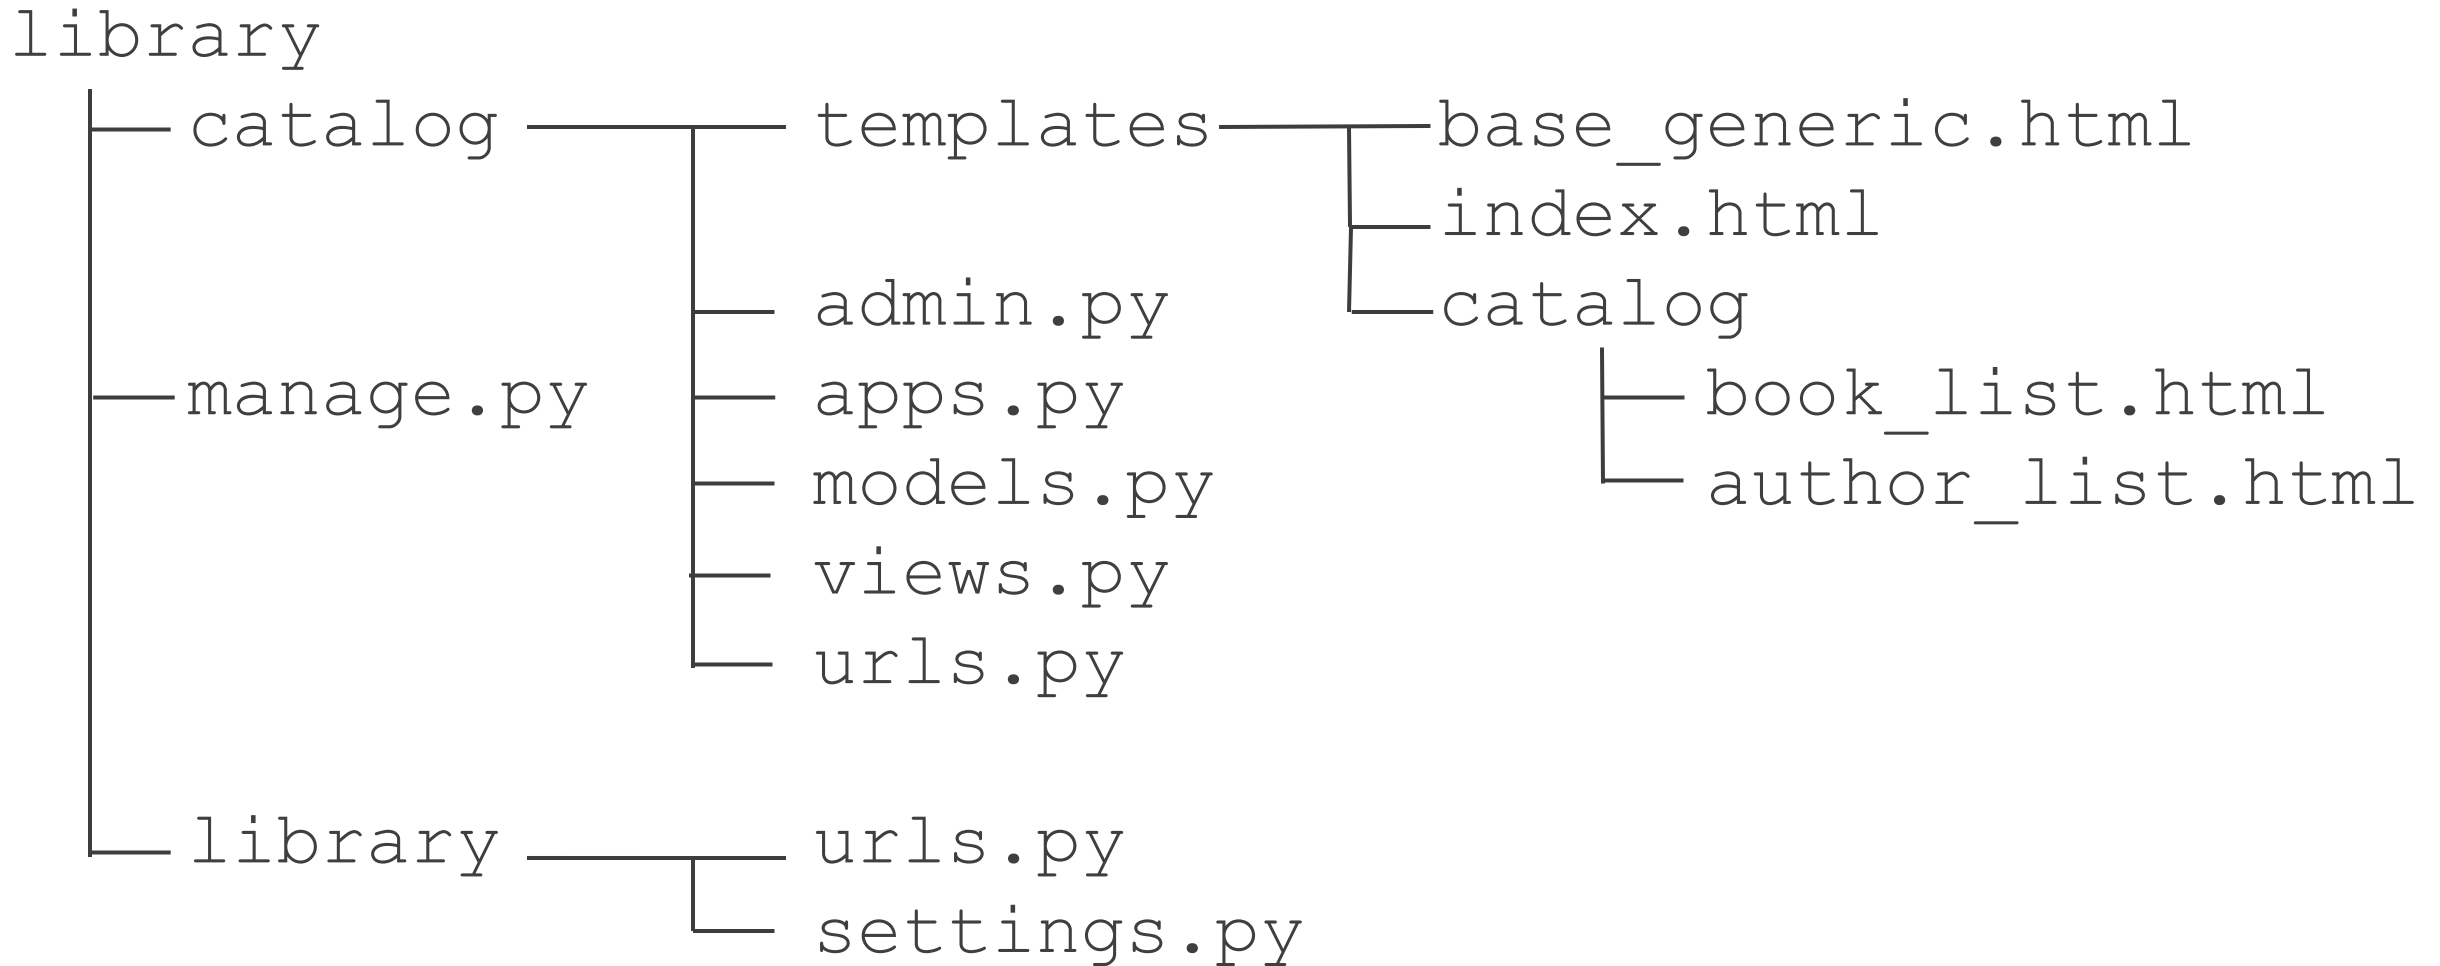 library
catalog templates base_generic.html
index.html
admin.py catalog
manage.py apps.py book_list.html
models.py author_list.html
views.py
urls.py
library urls.py
settings.py